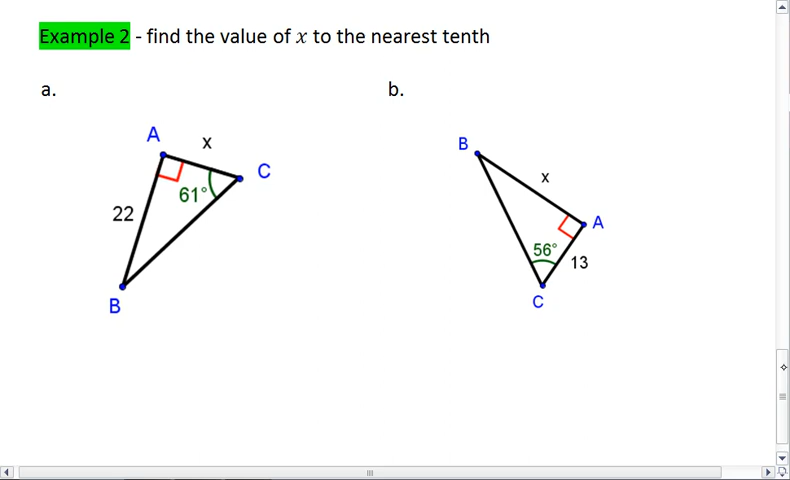 Example 2 - find the value of x to the nearest tenth
a.
b.
A
x
C
61°
22
B
B
x
A
56°
13
C